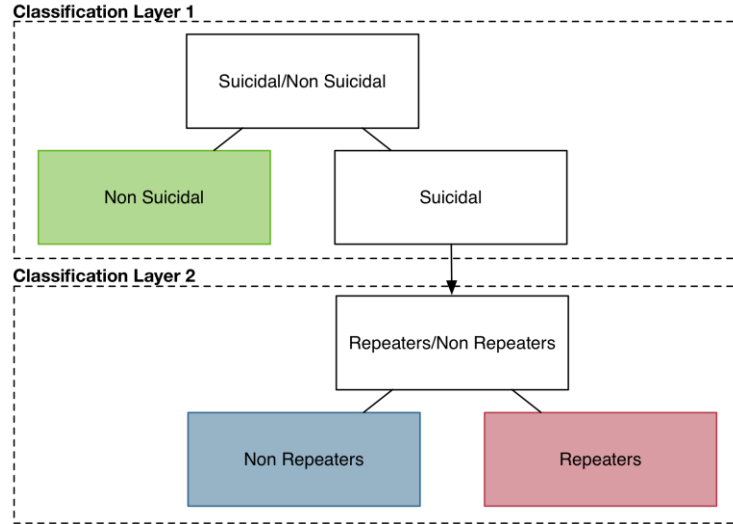 Classification Layer 1
Suicidal/Non Suicidal
Non Suicidal
Suicidal
Classification Layer 2
Repeaters/Non Repeaters
Non Repeaters
Repeaters